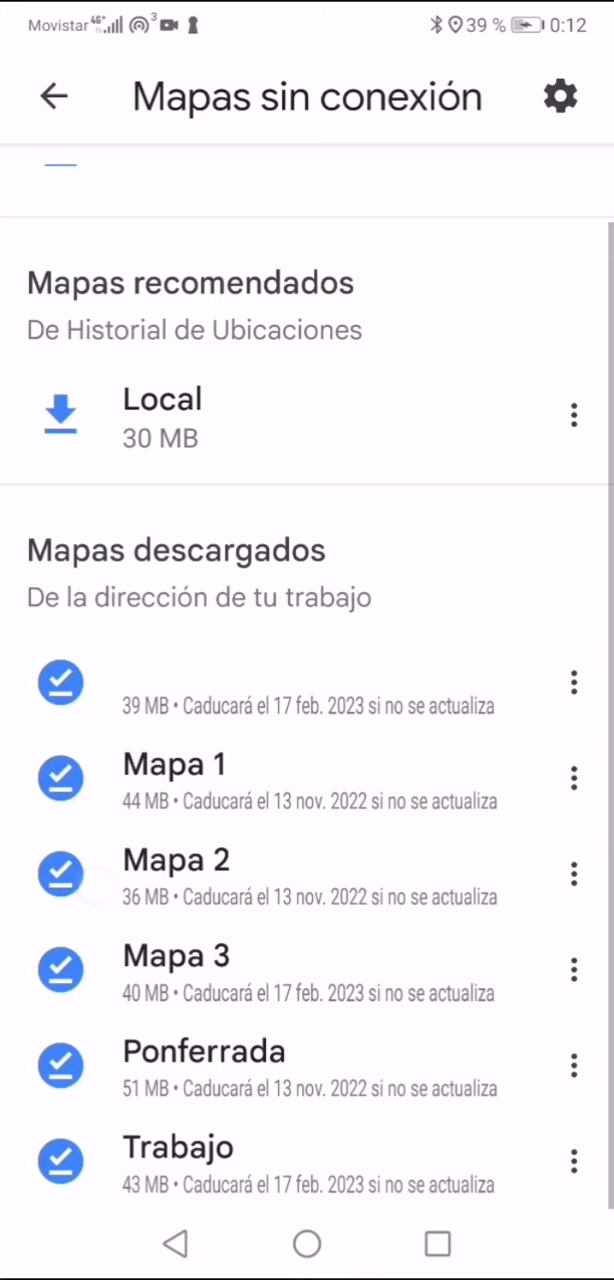 Movistar 4G+ 3 39 % 0:12
Mapas sin conexión
Mapas recomendados
De Historial de Ubicaciones
Local
30 MB
Mapas descargados
De la dirección de tu trabajo
39 MB • Caducará el 17 feb. 2023 si no se actualiza
Mapa 1
44 MB • Caducará el 13 nov. 2022 si no se actualiza
Mapa 2
36 MB • Caducará el 13 nov. 2022 si no se actualiza
Mapa 3
40 MB • Caducará el 17 feb. 2023 si no se actualiza
Ponferrada
51 MB • Caducará el 13 nov. 2022 si no se actualiza
Trabajo
43 MB • Caducará el 17 feb. 2023 si no se actualiza